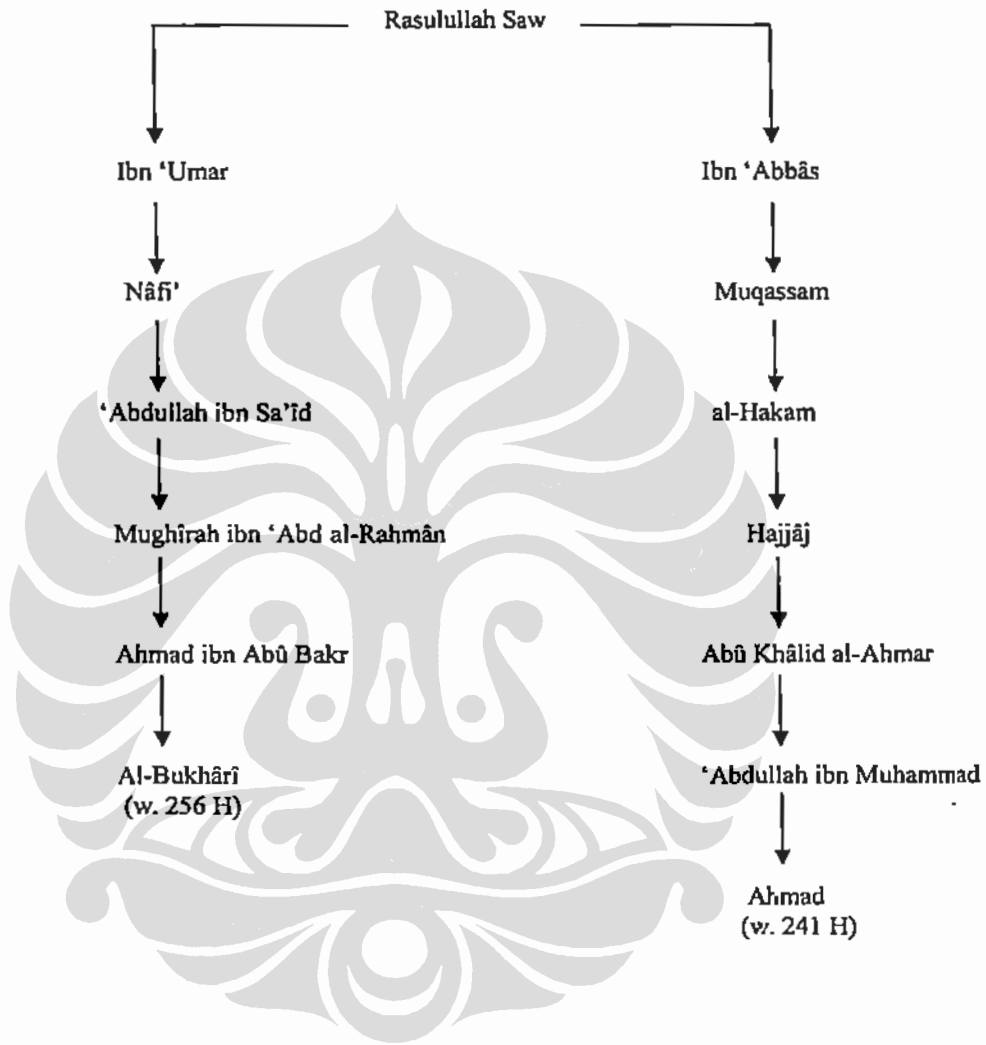 Rasulullah Saw
Ibn ‘Umar
Ibn ‘Abbâs
Nâfi’
Muqassam
‘Abdullah ibn Sa’îd
al-Hakam
Mughîrah ibn ‘Abd al-Rahmân
Hajjâj
Ahmad ibn Abû Bakr
Abû Khâlid al-Ahmar
Al-Bukhârî
(w. 256 H)
‘Abdullah ibn Muhammad
Ahmad
(w. 241 H)